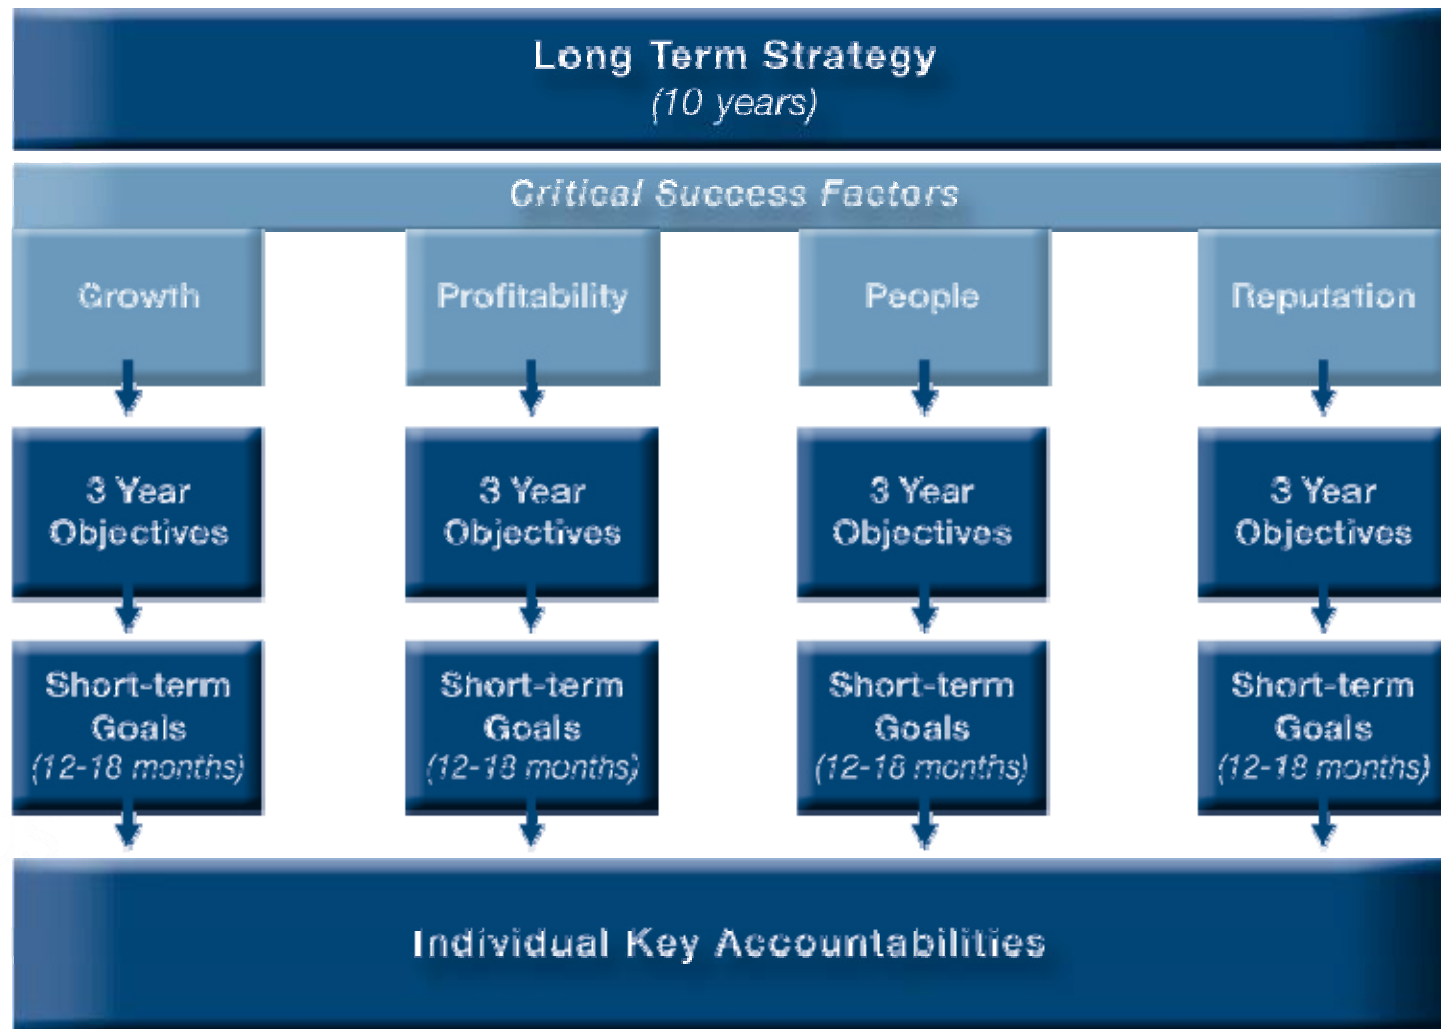 Long Term Strategy
(10 years)
Critical Success Factors
Growth
Profitability
People
Reputation
3 Year
Objectives
3 Year
Objectives
3 Year
Objectives
3 Year
Objectives
Short-term
Goals
(12-18 months)
Short-term
Goals
(12-18 months)
Short-term
Goals
(12-18 months)
Short-term
Goals
(12-18 months)
Individual Key Accountabilities